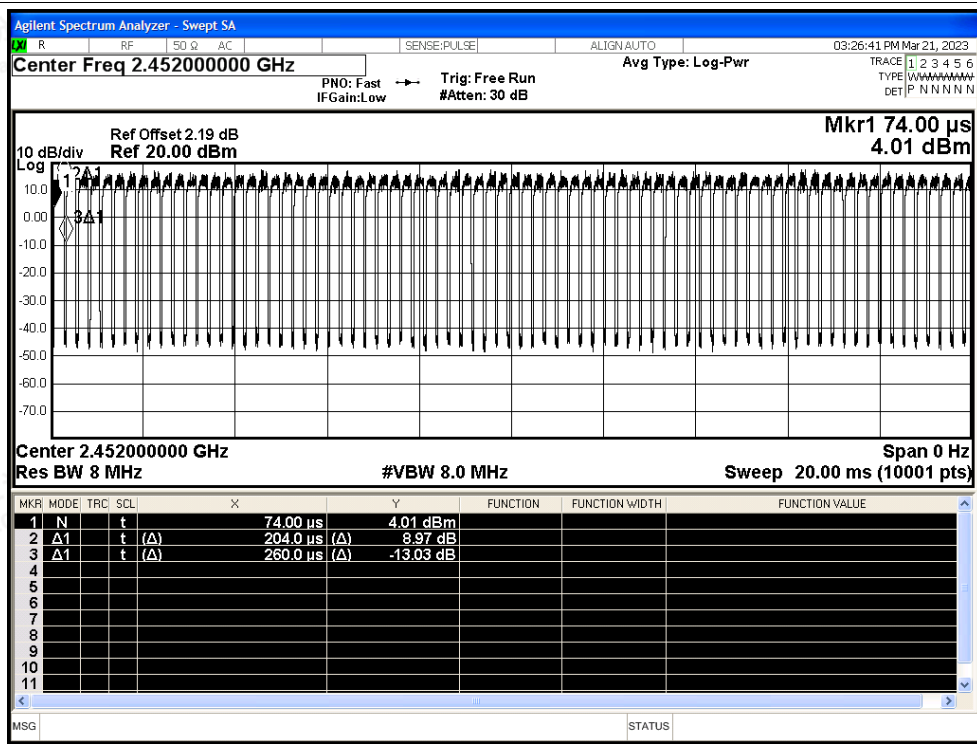 Agilent Spectrum Analyzer - Swept SA
LXI R RF 50 Ω AC SENSE:PULSE ALIGN AUTO 03:26:41 PM Mar 21, 2023
Center Freq 2.452000000 GHz
PNO: Fast
IFGain:Low
Trig: Free Run
#Atten: 30 dB
Avg Type: Log-Pwr
TRACE 1 2 3 4 5 6
TYPE
DET P N N N N N
Mkr1 74.00 µs
4.01 dBm
Ref Offset 2.19 dB
10 dB/div Ref 20.00 dBm
Log
1
2Δ1
3Δ1
10.0
0.00
-10.0
-20.0
-30.0
-40.0
-50.0
-60.0
-70.0
Center 2.452000000 GHz Span 0 Hz
Res BW 8 MHz #VBW 8.0 MHz Sweep 20.00 ms (10001 pts)
MKR MODE TRC SCL X Y FUNCTION FUNCTION WIDTH FUNCTION VALUE
1 N t 74.00 µs 4.01 dBm
2 Δ1 t (Δ) 204.0 µs (Δ) 8.97 dB
3 Δ1 t (Δ) 260.0 µs (Δ) -13.03 dB
4
5
6
7
8
9
10
11
MSG STATUS